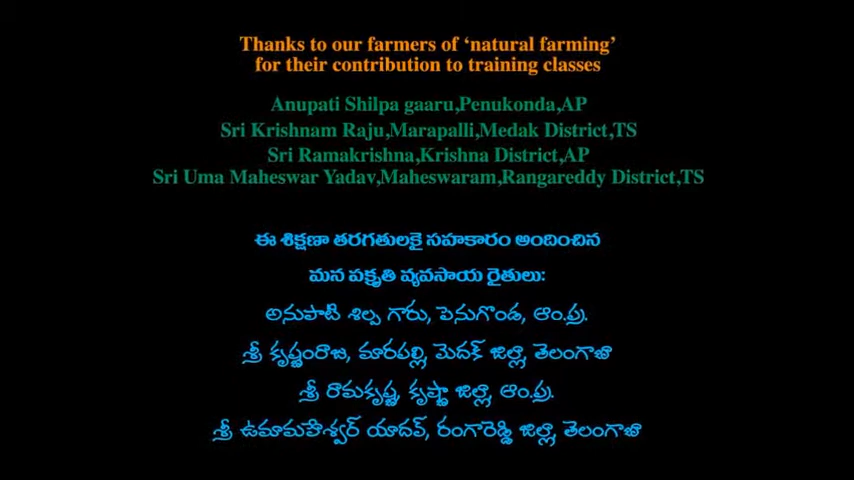 Thanks to our farmers of ‘natural farming’
for their contribution to training classes
Anupati Shilpa gaaru,Penukonda,AP
Sri Krishnam Raju,Marapalli,Medak District,TS
Sri Ramakrishna,Krishna District,AP
Sri Uma Maheswar Yadav,Maheswaram,Rangareddy District,TS
ఈ శిక్షణా తరగతులకై సహకారం అందించిన
మన పక్రృతి వ్యవసాయ రైతులు:
అనుపాటి శిల్ప గారు, పెనుగొండ, ఆం.ప్ర.
శ్రీ కృష్ణంరాజు, మారపల్లి, మెదక్ జిల్లా, తెలంగాణా
శ్రీ రామకృష్ణ, కృష్ణా జిల్లా, ఆం.ప్ర.
శ్రీ ఉమామహేశ్వర్ యాదవ్, రంగారెడ్డి జిల్లా, తెలంగాణా